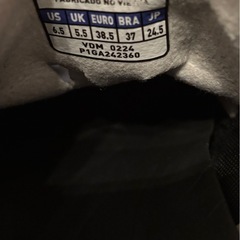 FABRICADO NO VIE
US UK EURO BRA JP
6.5 5.5 38.5 37 24.5
VDM 0224
P1GA242360